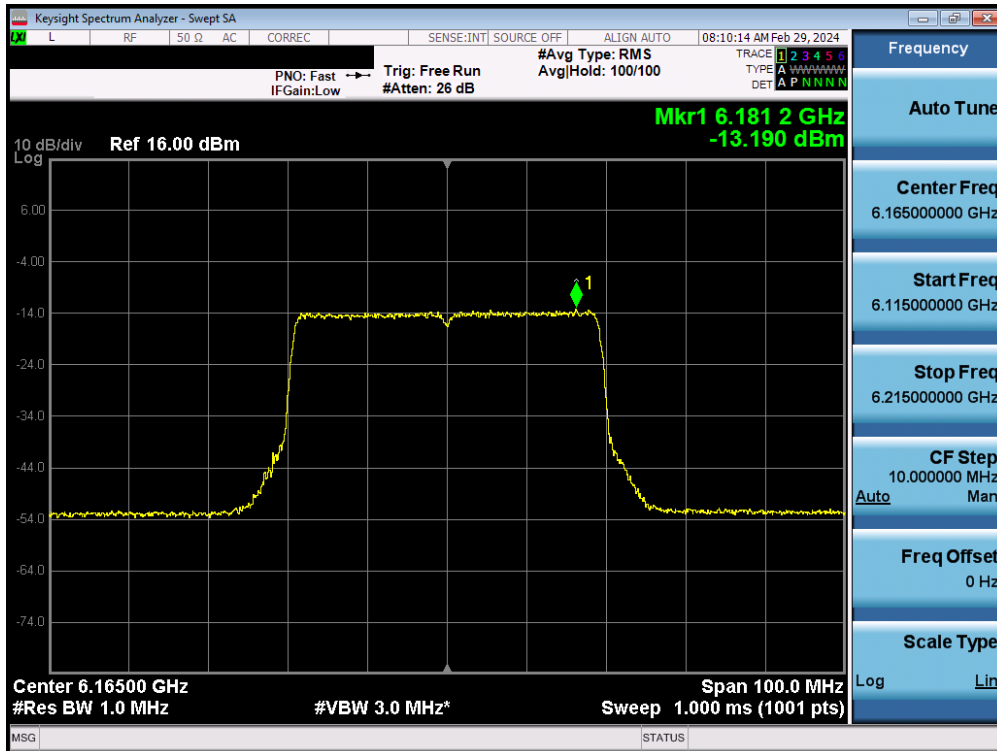 Keysight Spectrum Analyzer - Swept SA
LXI L RF 50 Ω AC CORREC SENSE:INT SOURCE OFF ALIGN AUTO 08:10:14 AM Feb 29, 2024
PNO: Fast
IFGain:Low
Trig: Free Run
#Atten: 26 dB
#Avg Type: RMS
Avg|Hold: 100/100
TRACE 1 2 3 4 5 6
TYPE A WWWWW
DET A P N N N N
Mkr1 6.181 2 GHz
-13.190 dBm
10 dB/div
Log
Ref 16.00 dBm
6.00
-4.00
1
-14.0
-24.0
-34.0
-44.0
-54.0
-64.0
-74.0
Center 6.16500 GHz
Span 100.0 MHz
#Res BW 1.0 MHz
#VBW 3.0 MHz*
Sweep 1.000 ms (1001 pts)
MSG
STATUS
Frequency
Auto Tune
Center Freq
6.165000000 GHz
Start Freq
6.115000000 GHz
Stop Freq
6.215000000 GHz
CF Step
10.000000 MHz
Auto Man
Freq Offset
0 Hz
Scale Type
Log Lin